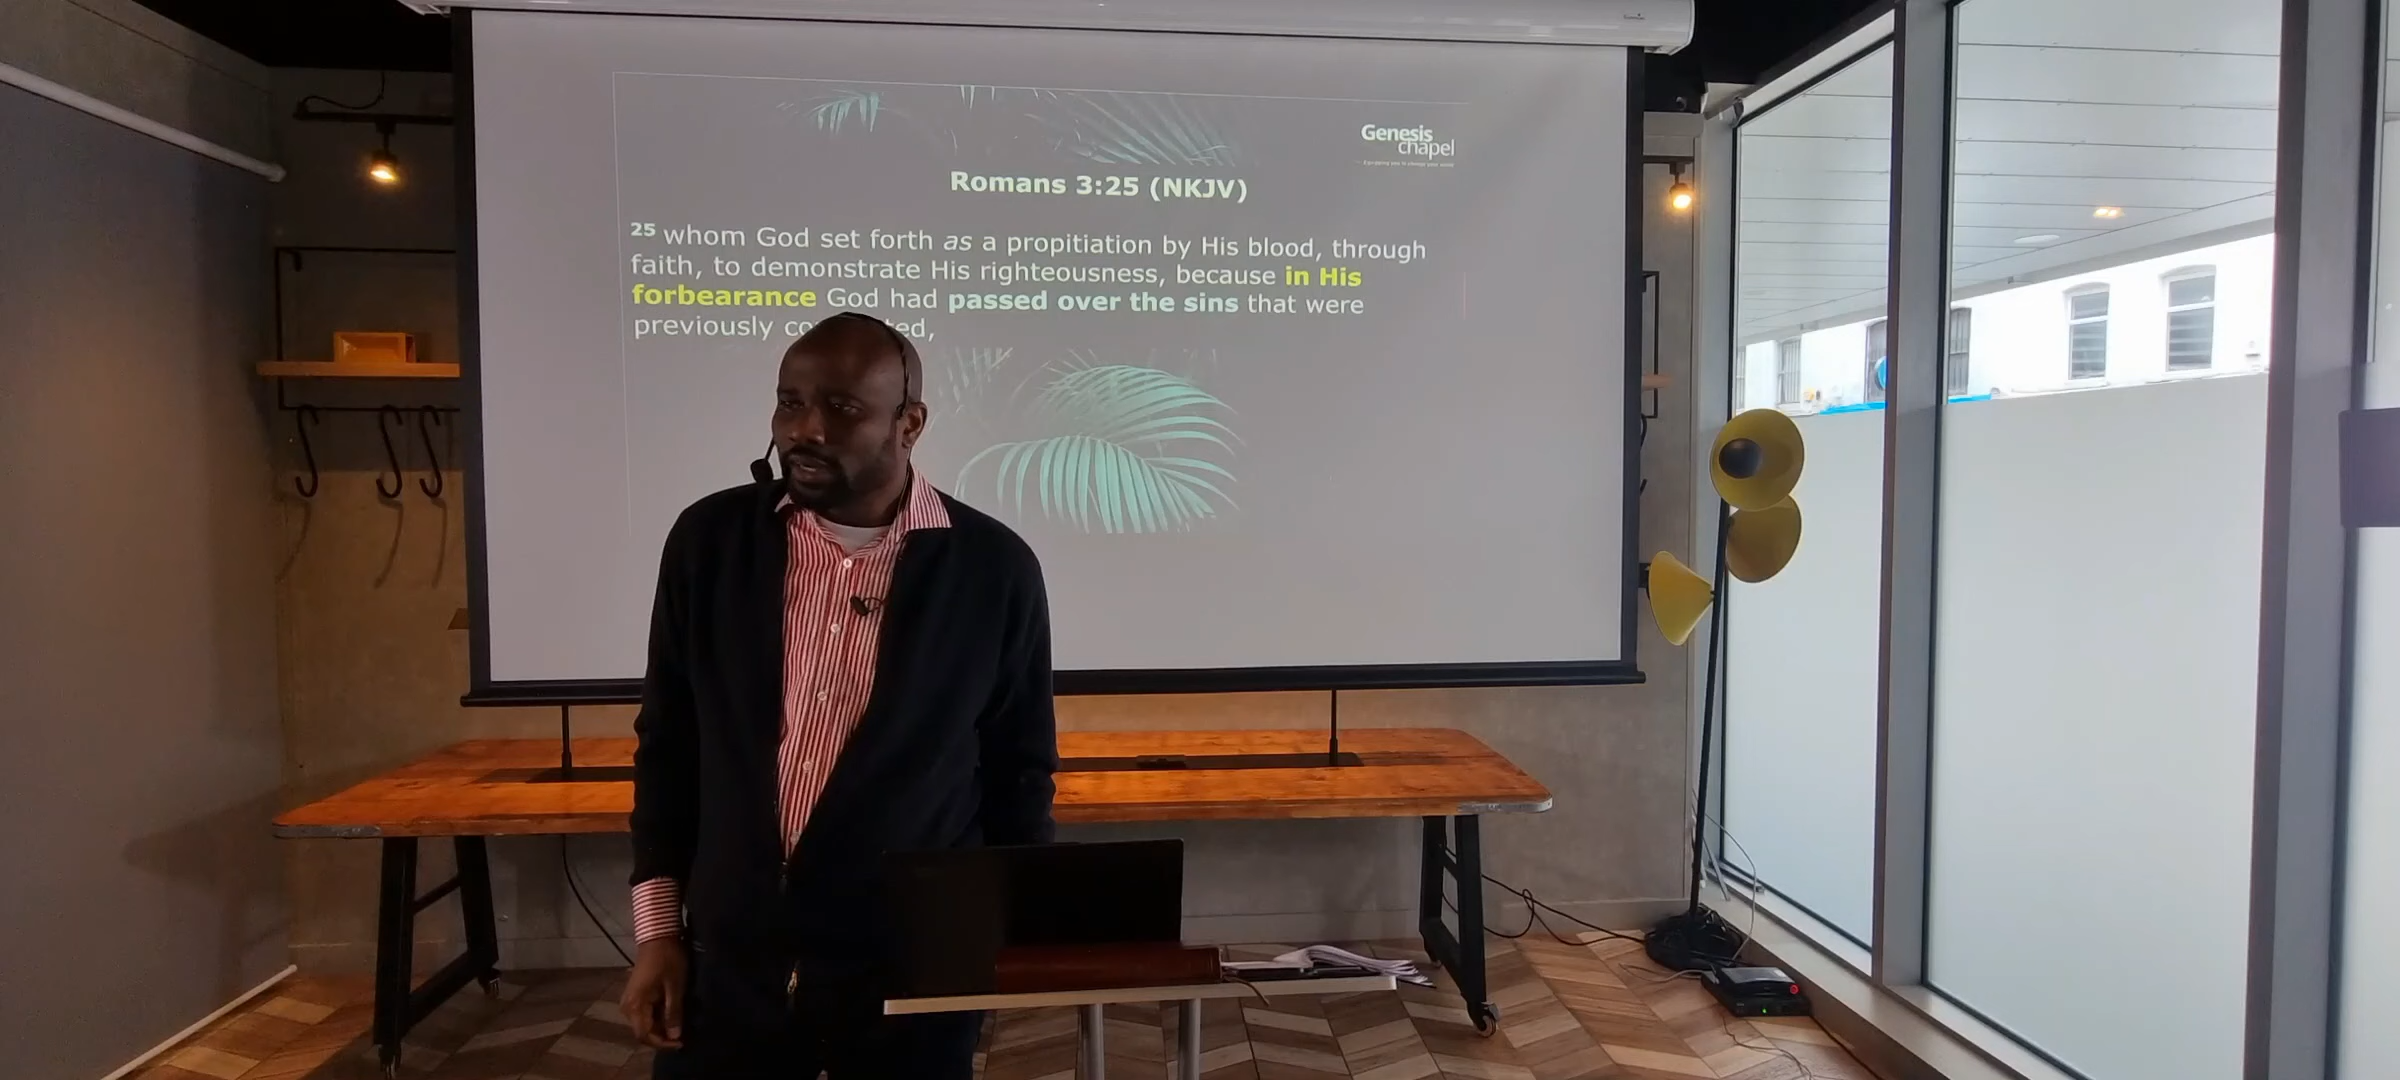 Genesis
chapel
Romans 3:25 (NKJV)
25 whom God set forth as a propitiation by His blood, through
faith, to demonstrate His righteousness, because in His
forbearance God had passed over the sins that were
previously